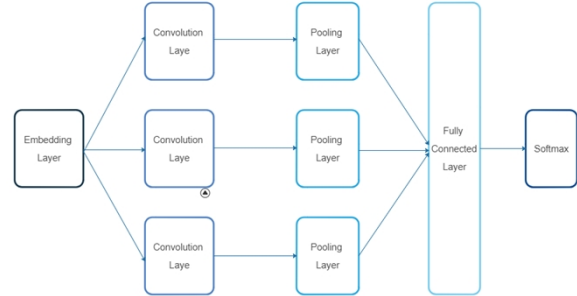 Embedding
Layer
Convolution
Laye
Pooling
Layer
Convolution
Laye
Pooling
Layer
Convolution
Laye
Pooling
Layer
Fully
Connected
Layer
Softmax